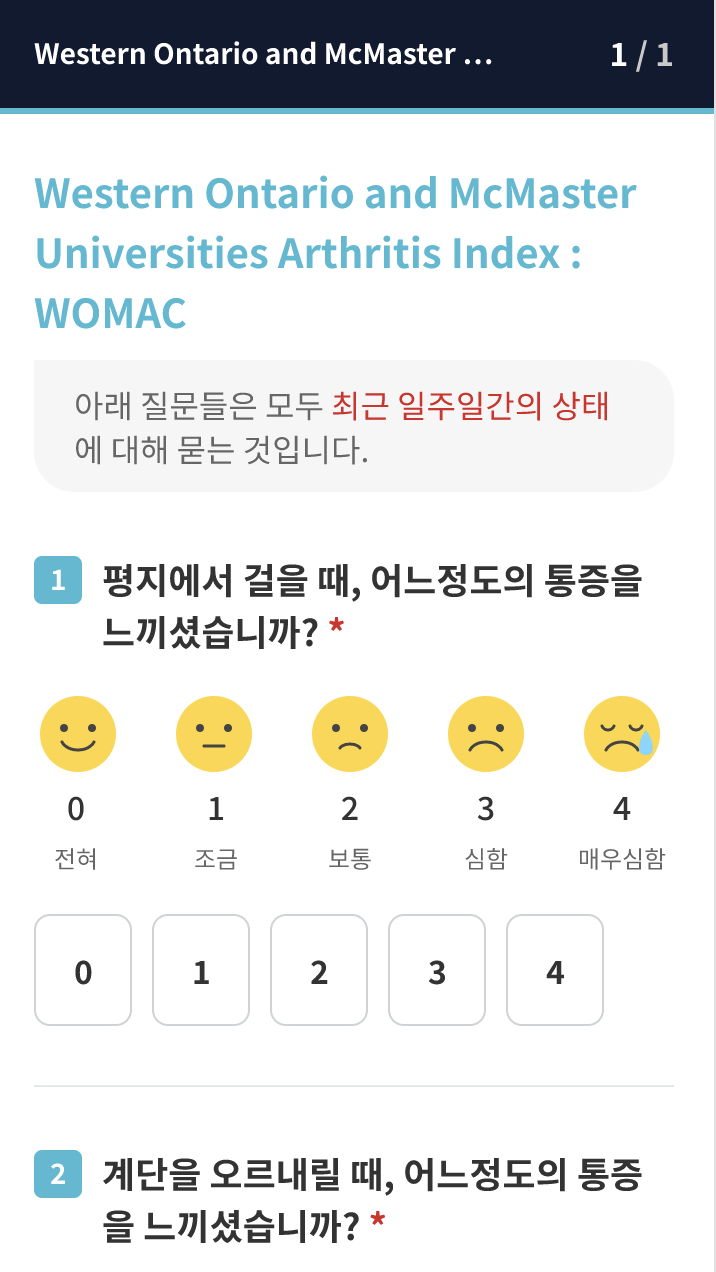 Western Ontario and McMaster ...
1 / 1
Western Ontario and McMaster
Universities Arthritis Index :
WOMAC
아래 질문들은 모두 최근 일주일간의 상태
에 대해 묻는 것입니다.
1 평지에서 걸을 때, 어느정도의 통증을
느끼셨습니까? *
0 1 2 3 4
전혀 조금 보통 심함 매우심함
0 1 2 3 4
2 계단을 오르내릴 때, 어느정도의 통증
을 느끼셨습니까? *